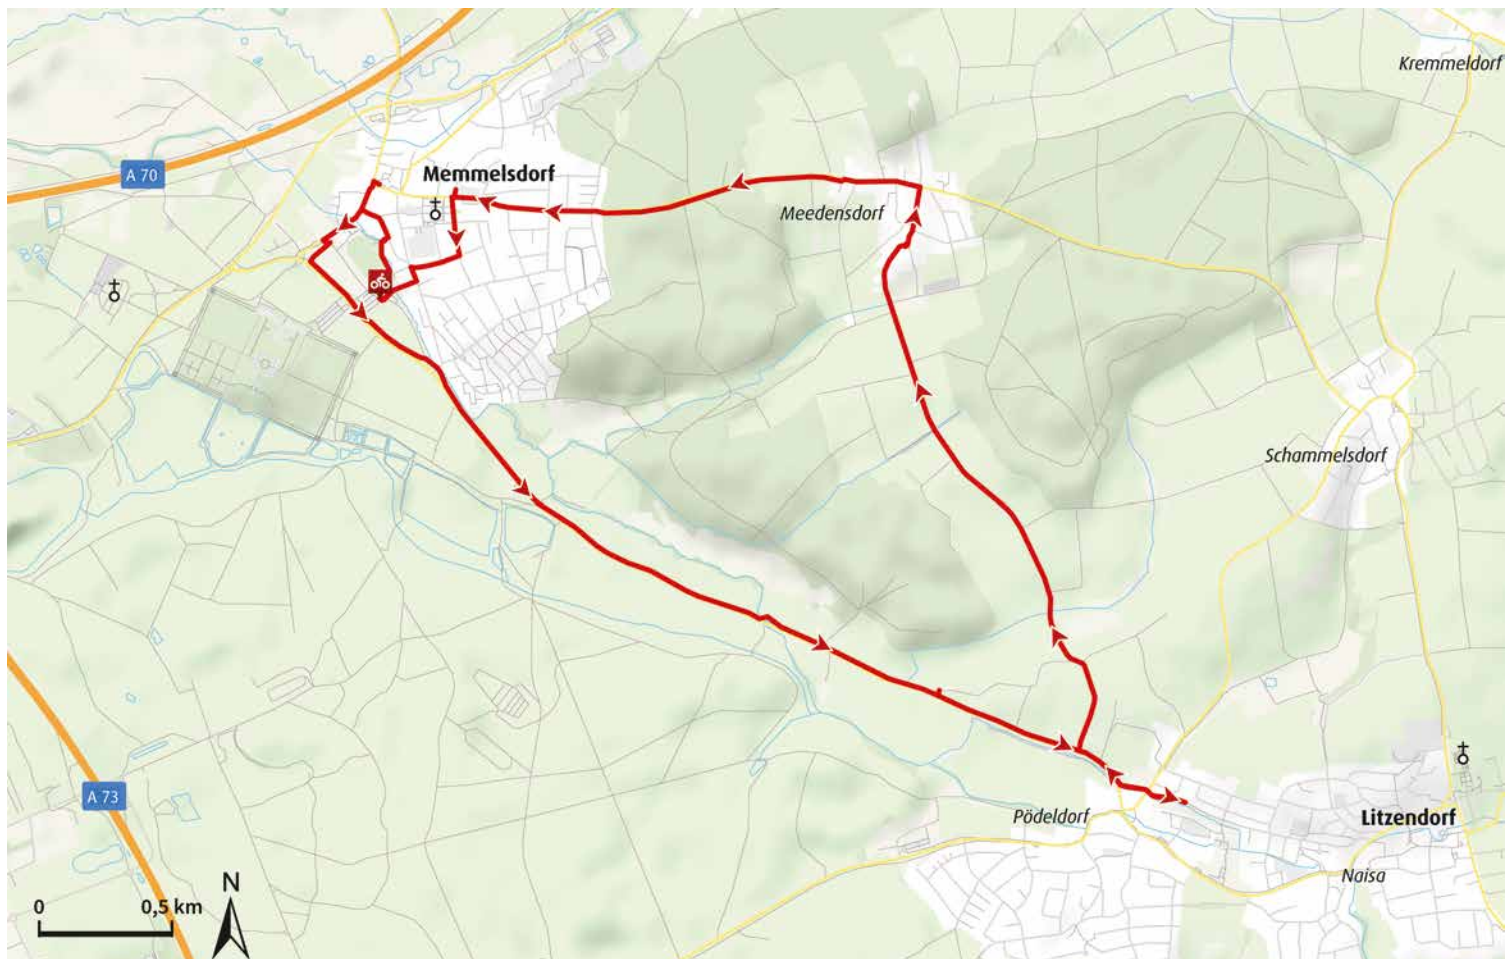 Kremmeldorf
A 70
Memmelsdorf
Meedensdorf
Schammelsdorf
A 73
Pödeldorf
Litzendorf
Naisa
N
0
0,5 km